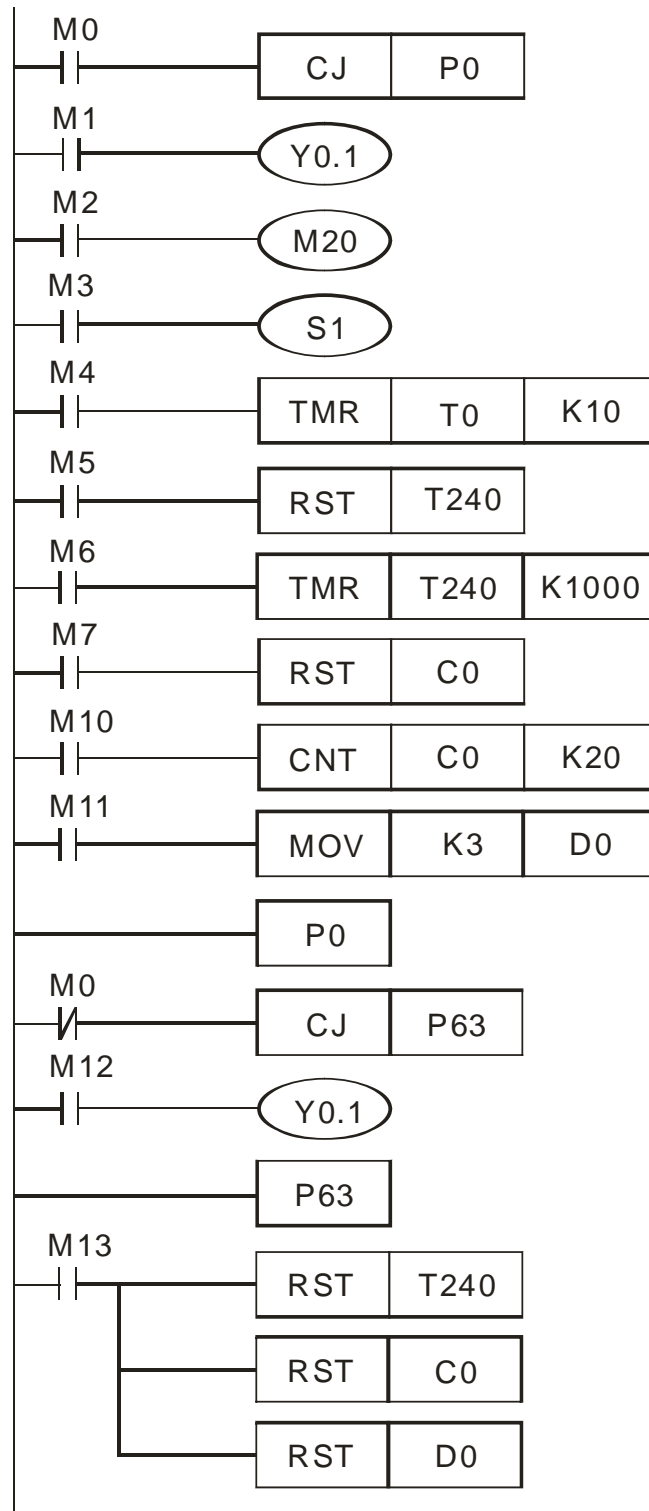 M0
CJ P0
M1
Y0.1
M2
M20
M3
S1
M4
TMR T0 K10
M5
RST T240
M6
TMR T240 K1000
M7
RST C0
M10
CNT C0 K20
M11
MOV K3 D0
P0
M0
CJ P63
M12
Y0.1
P63
M13
RST T240
RST C0
RST D0